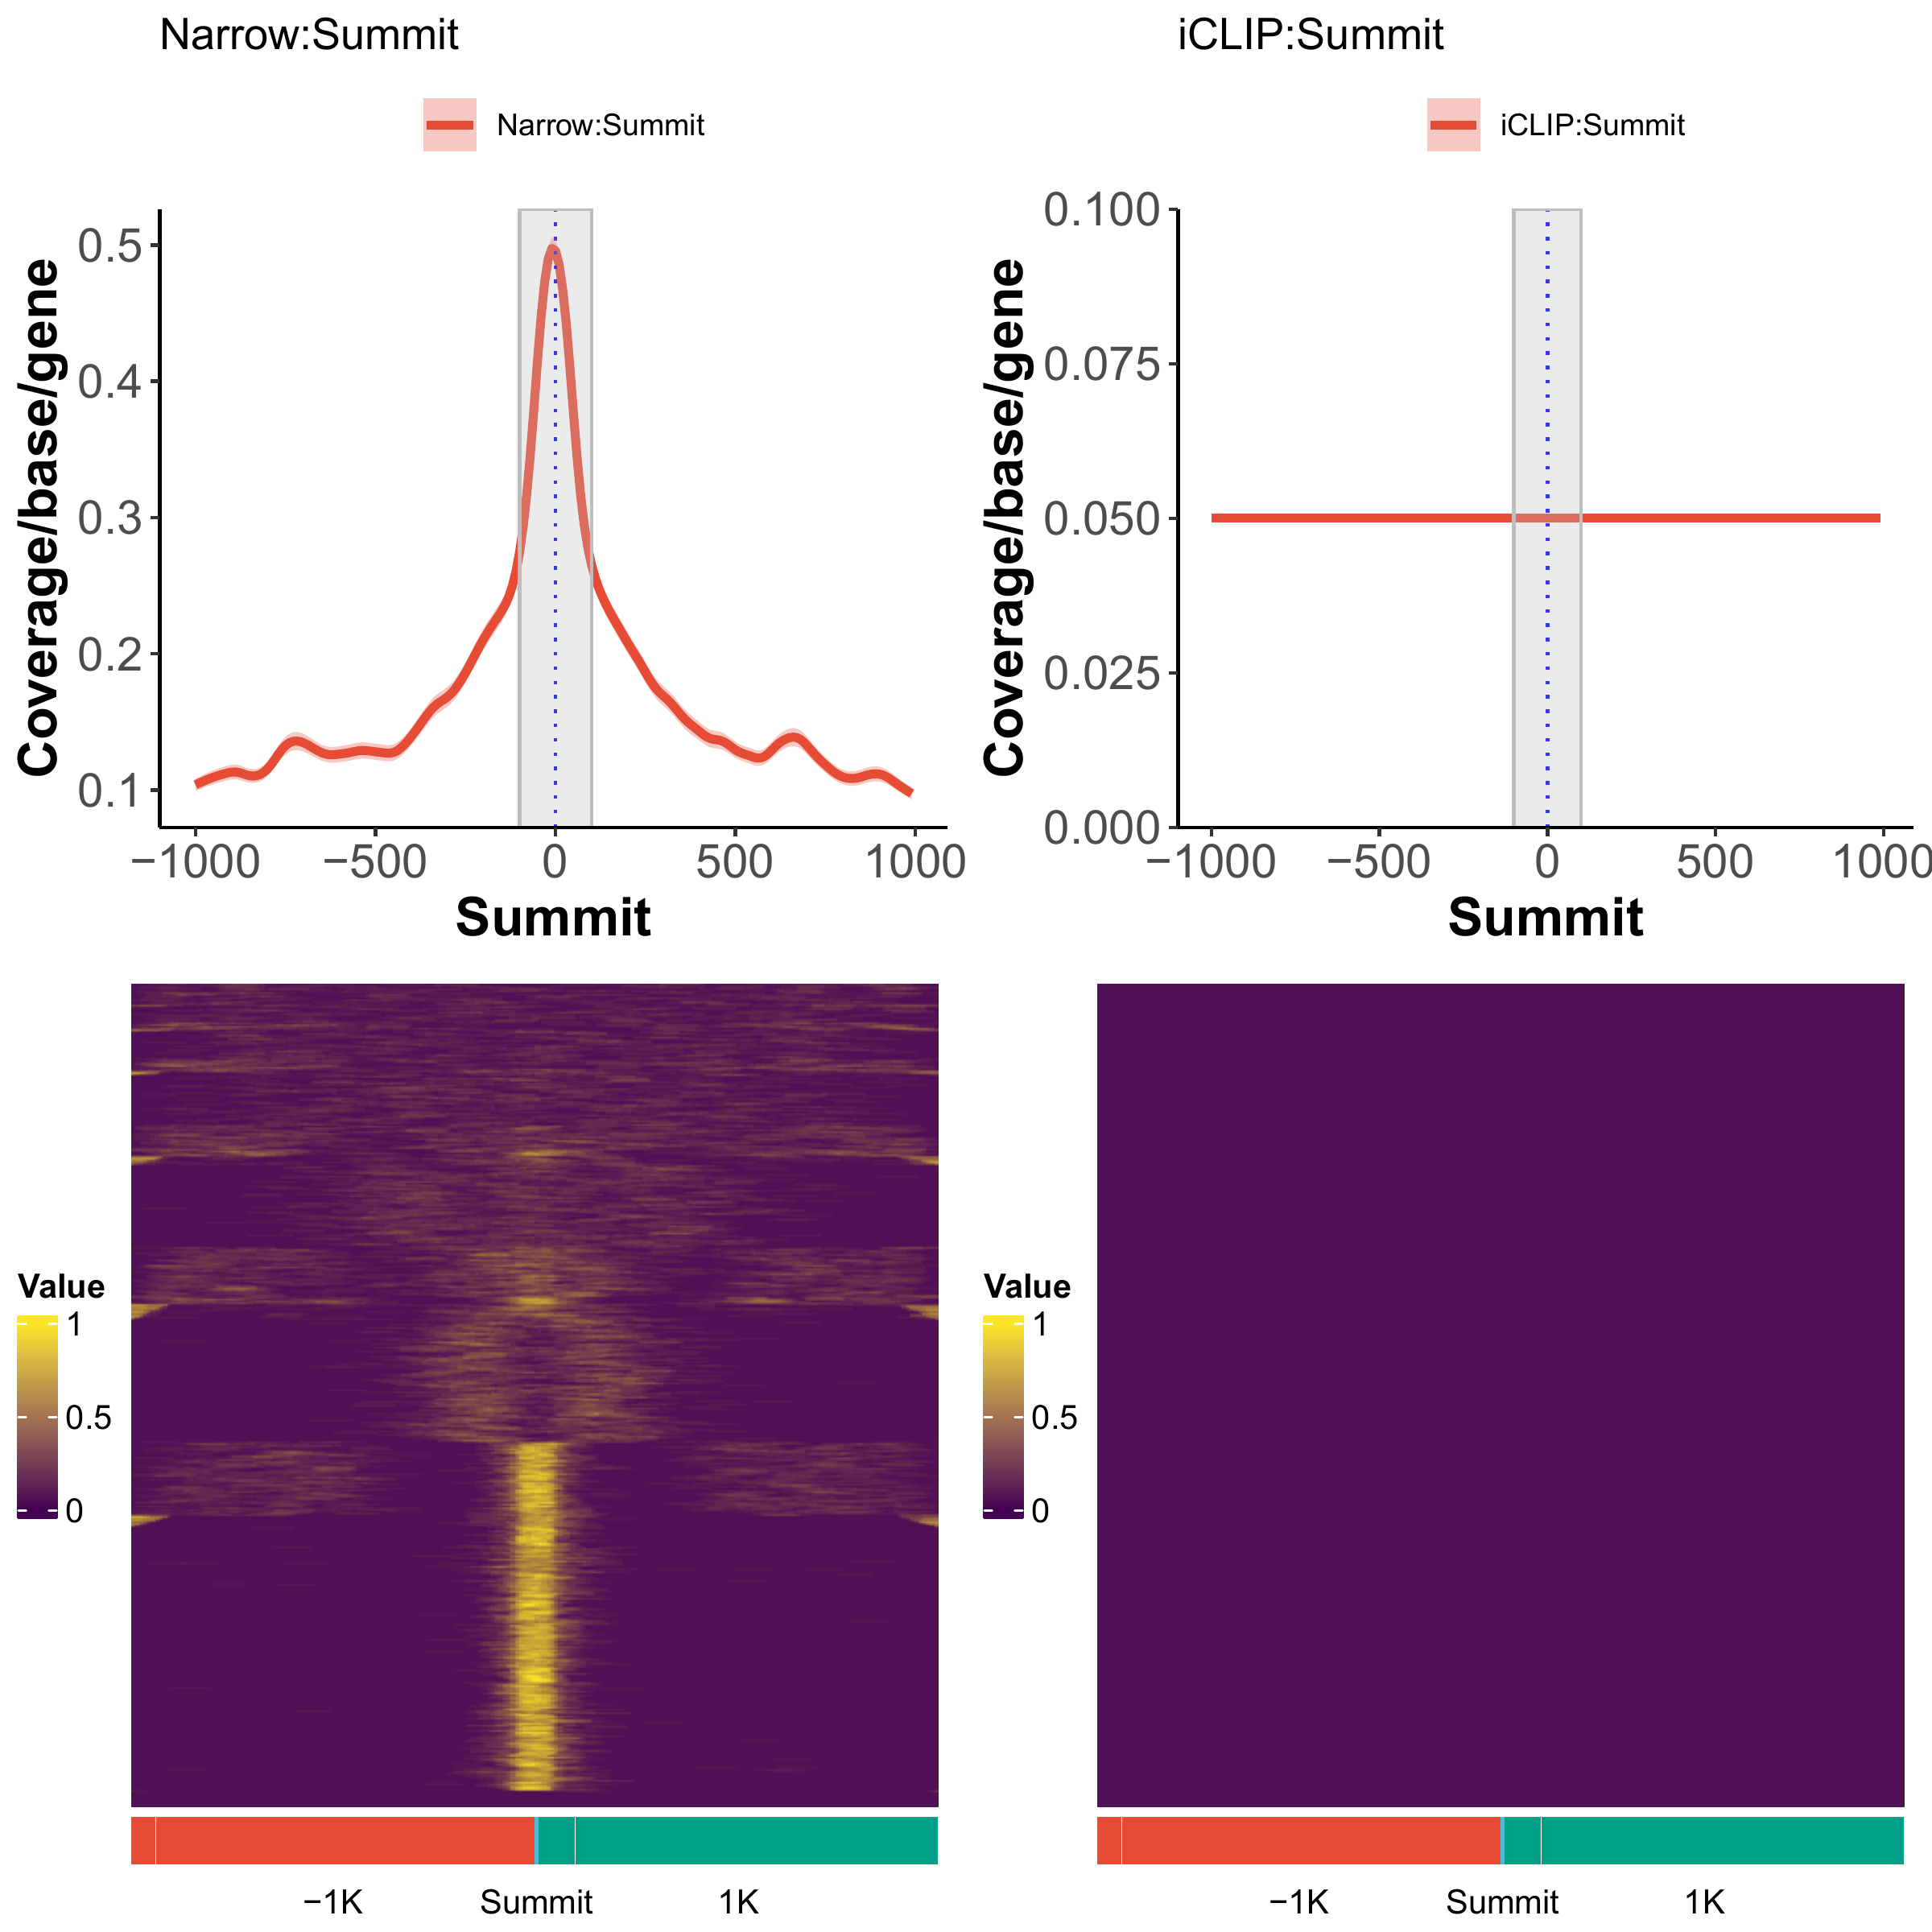 Narrow:Summit
Narrow:Summit
Coverage/base/gene
0.5
0.4
0.3
0.2
0.1
−1000 −500 0 500 1000
Summit
iCLIP:Summit
iCLIP:Summit
Coverage/base/gene
0.100
0.075
0.050
0.025
0.000
−1000 −500 0 500 1000
Summit
Value
1
0.5
0
−1K Summit 1K
Value
1
0.5
0
−1K Summit 1K